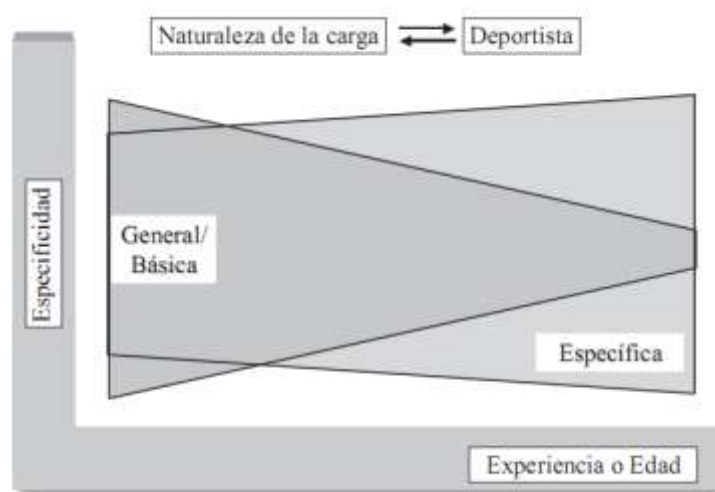 Naturaleza de la carga
Deportista
Especificidad
General/
Básica
Específica
Experiencia o Edad